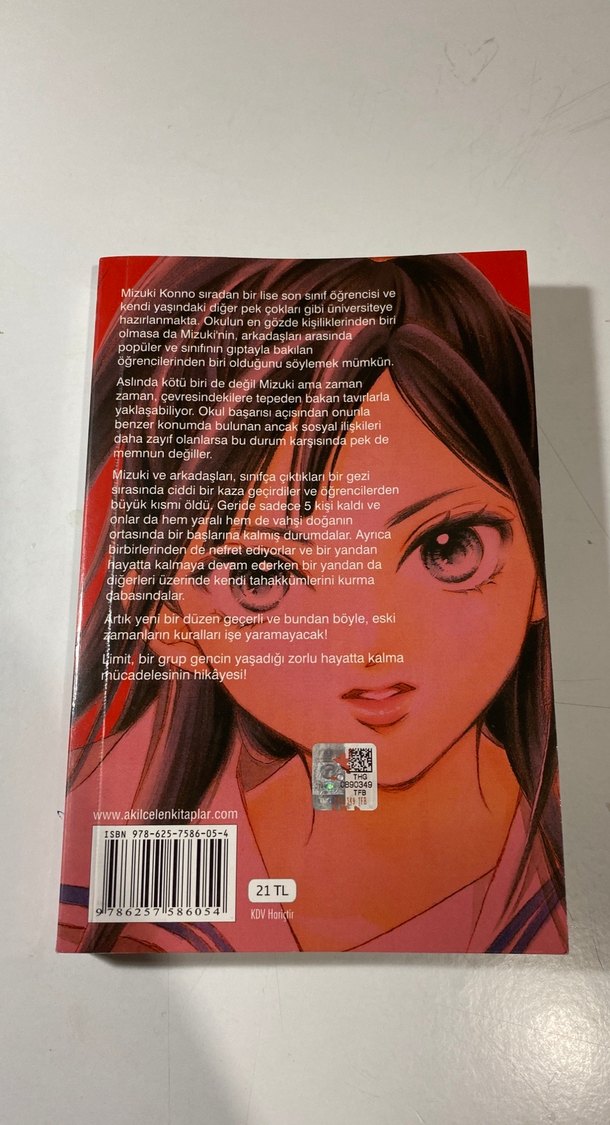 Mizuki Konno sıradan bir lise son sınıf öğrencisi ve
kendi yaşındaki diğer pek çokları gibi üniversiteye
hazırlanmakta. Okulun en gözde kişiliklerinden biri
olmasa da Mizuki'nin, arkadaşları arasında
popüler ve sınıfının gıptayla bakılan
öğrencilerinden biri olduğunu söylemek mümkün.
Aslında kötü biri de değil Mizuki ama zaman
zaman, çevresindekilere tepeden bakan tavırlarla
yaklaşabiliyor. Okul başarısı açısından onunla
benzer konumda bulunan ancak sosyal ilişkileri
daha zayıf olanlarsa bu durum karşısında pek de
memnun değiller.
Mizuki ve arkadaşları, sınıfça çıktıkları bir gezi
sırasında ciddi bir kaza geçirdiler ve öğrencilerden
büyük kısmı öldü. Geride sadece 5 kişi kaldı ve
onlar da hem yaralı hem de vahşi doğanın
ortasında bir başlarına kalmış durumdalar. Ayrıca
birbirlerinden de nefret ediyorlar ve bir yandan
hayatta kalmaya devam ederken bir yandan da
diğerleri üzerinde kendi tahakkümlerini kurma
çabasındalar.
Artık yeni bir düzen geçerli ve bundan böyle, eski
zamanların kuralları işe yaramayacak!
Limit, bir grup gencin yaşadığı zorlu hayatta kalma
mücadelesinin hikâyesi!
THG
0890349
TFB
349 TFB
www.akilcelenkitaplar.com
ISBN 978-625-7586-05-4
9 786257 586054
21 TL
KDV Hariçtir